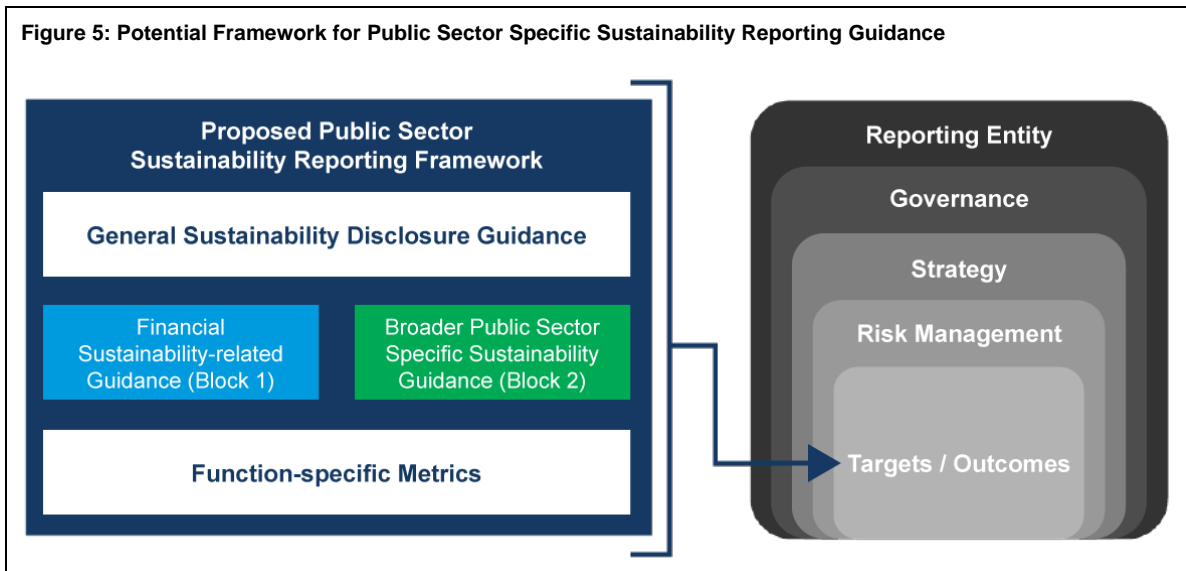 Figure 5: Potential Framework for Public Sector Specific Sustainability Reporting Guidance
Proposed Public Sector
Sustainability Reporting Framework
General Sustainability Disclosure Guidance
Financial
Sustainability-related
Guidance (Block 1)
Broader Public Sector
Specific Sustainability
Guidance (Block 2)
Function-specific Metrics
Reporting Entity
Governance
Strategy
Risk Management
Targets / Outcomes